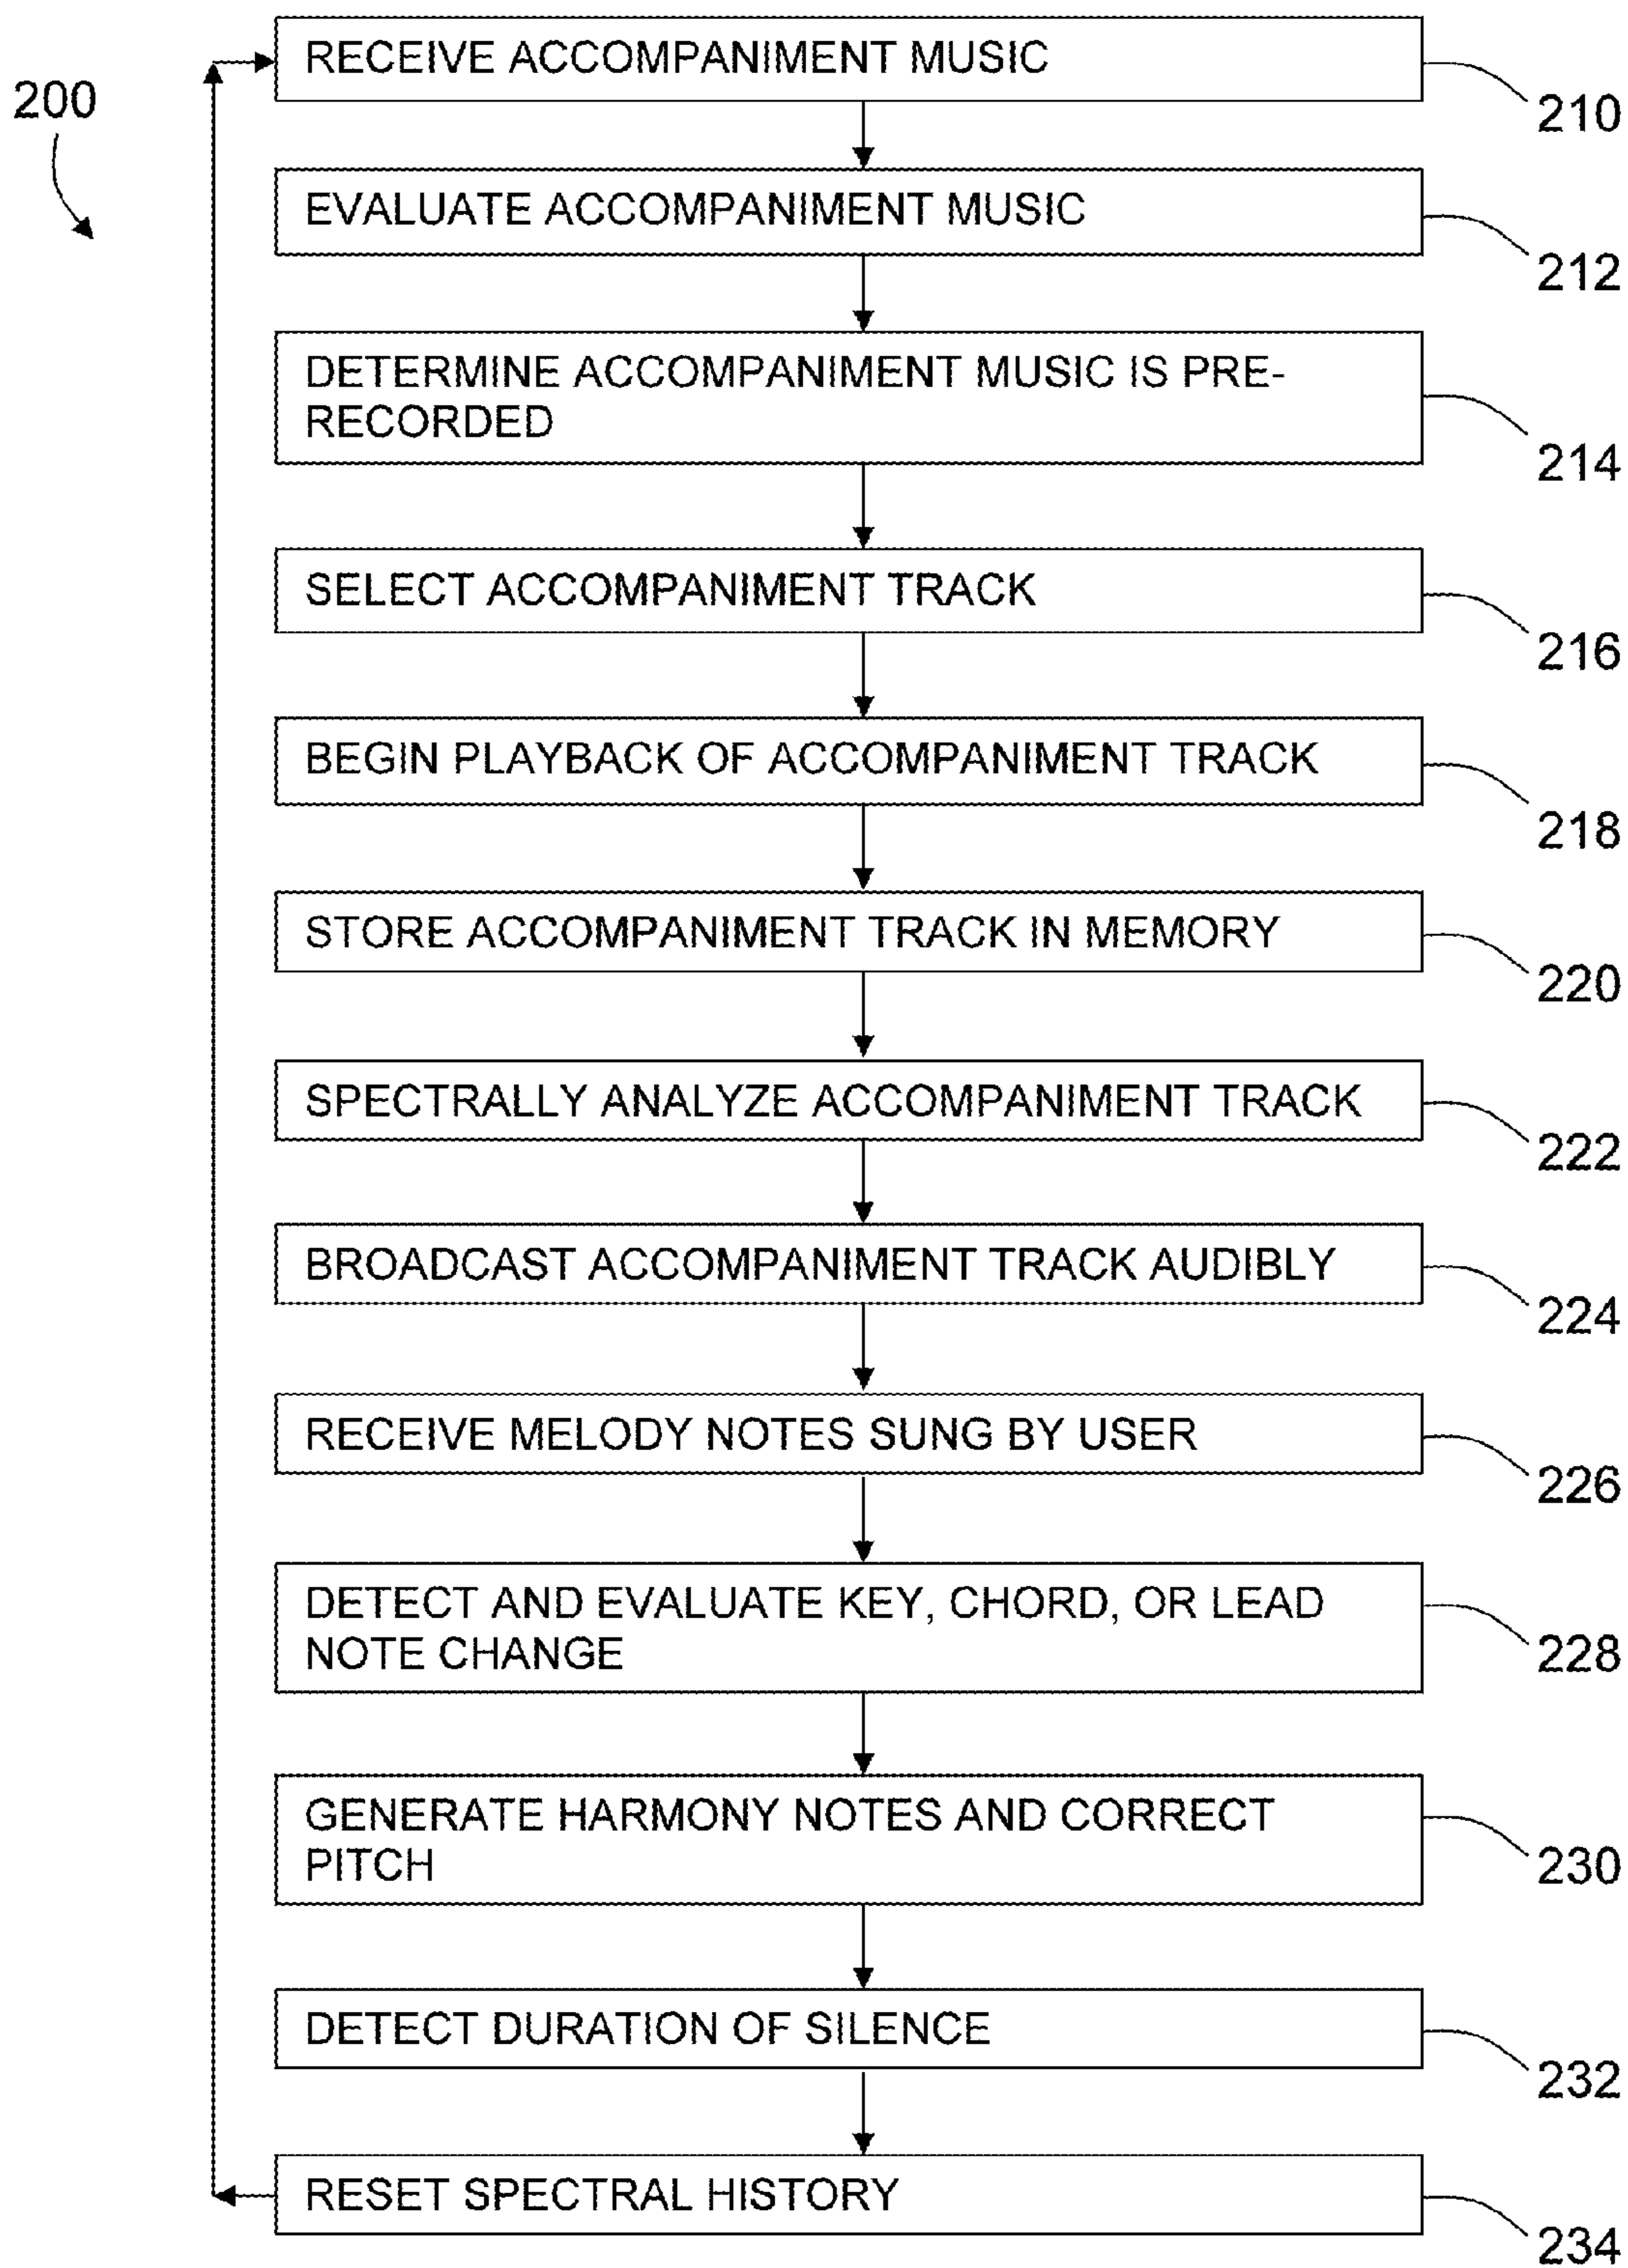 RECEIVE ACCOMPANIMENT MUSIC
200
210
EVALUATE ACCOMPANIMENT MUSIC
212
DETERMINE ACCOMPANIMENT MUSIC IS PRE-
RECORDED
214
SELECT ACCOMPANIMENT TRACK
216
BEGIN PLAYBACK OF ACCOMPANIMENT TRACK
218
STORE ACCOMPANIMENT TRACK IN MEMORY
220
SPECTRALLY ANALYZE ACCOMPANIMENT TRACK
222
BROADCAST ACCOMPANIMENT TRACK AUDIBLY
224
RECEIVE MELODY NOTES SUNG BY USER
226
DETECT AND EVALUATE KEY, CHORD, OR LEAD
NOTE CHANGE
228
GENERATE HARMONY NOTES AND CORRECT
PITCH
230
DETECT DURATION OF SILENCE
232
RESET SPECTRAL HISTORY
234